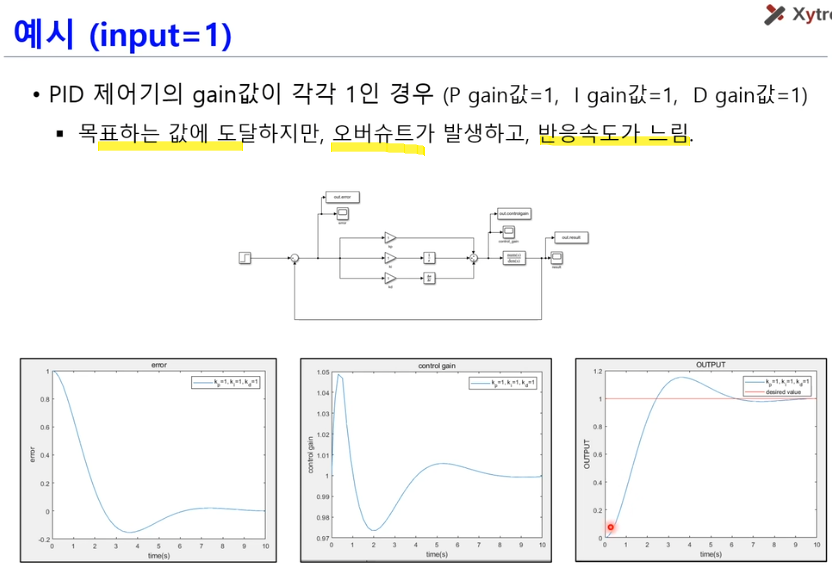 Xytro
예시 (input=1)
• PID 제어기의 gain값이 각각 1인 경우 (P gain값=1, I gain값=1, D gain값=1)
▪ 목표하는 값에 도달하지만, 오버슈트가 발생하고, 반응속도가 느림.
out.error
error
out.controlgain
control_gain
out.result
result
error
k_p=1, k_i=1, k_d=1
1
0.8
0.6
0.4
0.2
0
-0.2
error
0 1 2 3 4 5 6 7 8 9 10
time(s)
control gain
k_p=1, k_i=1, k_d=1
1.05
1.04
1.03
1.02
1.01
1
0.99
0.98
0.97
control gain
0 1 2 3 4 5 6 7 8 9 10
time(s)
OUTPUT
k_p=1, k_i=1, k_d=1
desired value
1.2
1
0.8
0.6
0.4
0.2
0
OUTPUT
0 1 2 3 4 5 6 7 8 9 10
time(s)